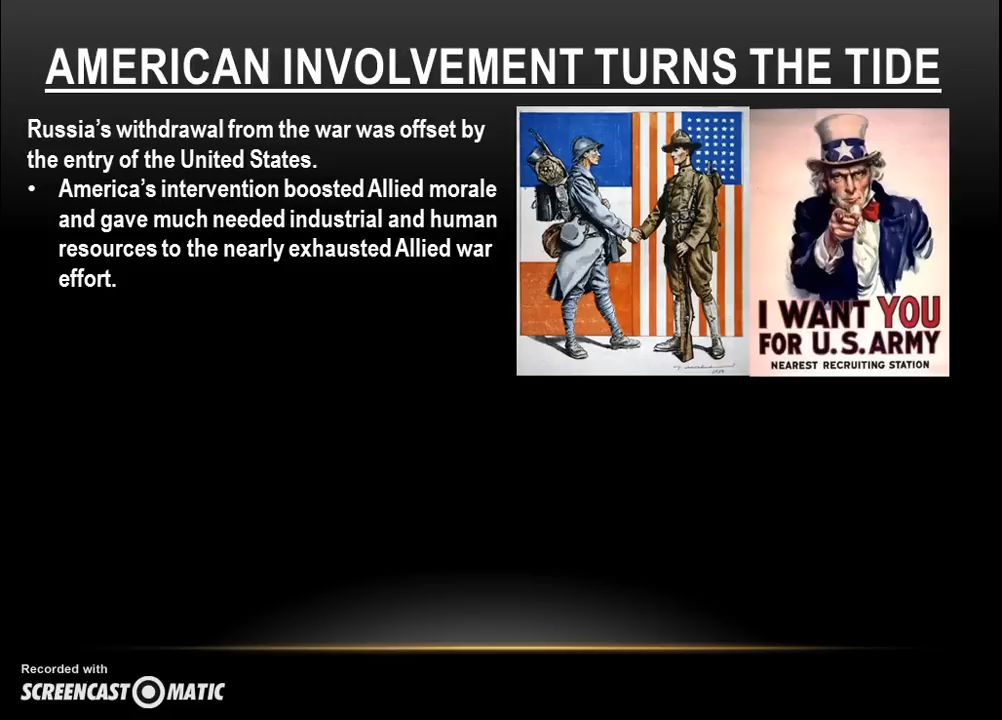 AMERICAN INVOLVEMENT TURNS THE TIDE
Russia’s withdrawal from the war was offset by
the entry of the United States.
• America’s intervention boosted Allied morale
and gave much needed industrial and human
resources to the nearly exhausted Allied war
effort.
I WANT YOU
FOR U.S. ARMY
NEAREST RECRUITING STATION
Recorded with
SCREENCAST MATIC